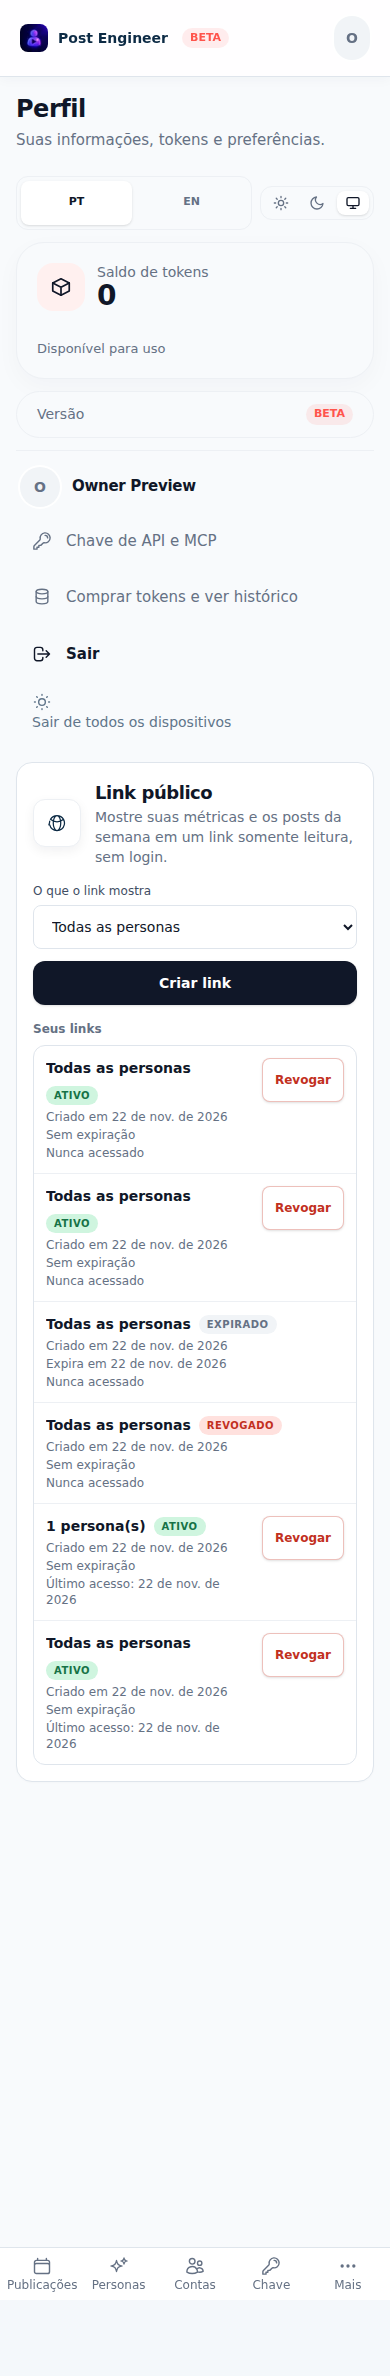 Post Engineer BETA O
Perfil
Suas informações, tokens e preferências.
PT EN
Saldo de tokens
0
Disponível para uso
Versão BETA
O Owner Preview
Chave de API e MCP
Comprar tokens e ver histórico
Sair
Sair de todos os dispositivos
Link público
Mostre suas métricas e os posts da
semana em um link somente leitura,
sem login.
O que o link mostra
Todas as personas
Criar link
Seus links
Todas as personas Revogar
ATIVO
Criado em 22 de nov. de 2026
Sem expiração
Nunca acessado
Todas as personas Revogar
ATIVO
Criado em 22 de nov. de 2026
Sem expiração
Nunca acessado
Todas as personas EXPIRADO
Criado em 22 de nov. de 2026
Expira em 22 de nov. de 2026
Nunca acessado
Todas as personas REVOGADO
Criado em 22 de nov. de 2026
Sem expiração
Nunca acessado
1 persona(s) ATIVO Revogar
Criado em 22 de nov. de 2026
Sem expiração
Último acesso: 22 de nov. de
2026
Todas as personas Revogar
ATIVO
Criado em 22 de nov. de 2026
Sem expiração
Último acesso: 22 de nov. de
2026
Publicações Personas Contas Chave Mais